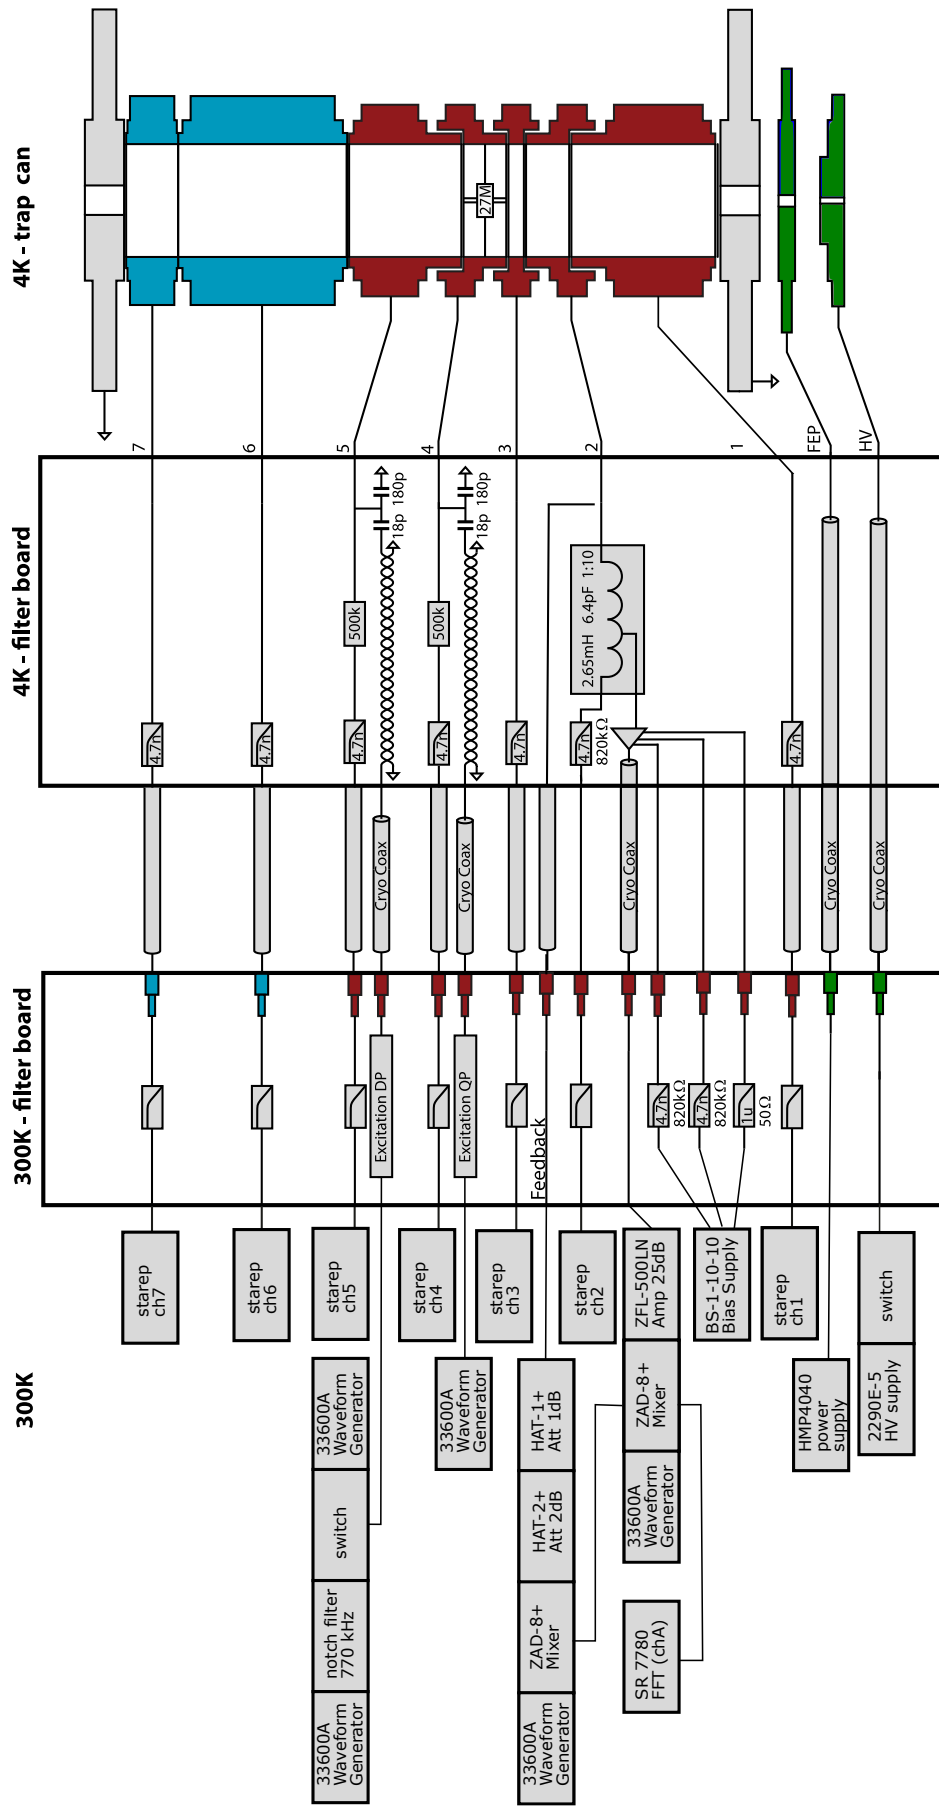 4K - trap can
27M
7
6
5
4
3
2
1
FEP
HV
4K - filter board
18p 180p
18p 180p
500k
500k
2.65mH 6.4pF 1:10
4.7n
4.7n
4.7n
4.7n
4.7n
4.7n
820kΩ
4.7n
Cryo Coax
Cryo Coax
Cryo Coax
Cryo Coax
Cryo Coax
300K - filter board
Excitation DP
Excitation QP
Feedback
4.7n
820kΩ
4.7n
820kΩ
1u
50Ω
300K
starep
ch7
starep
ch6
starep
ch5
starep
ch4
starep
ch3
starep
ch2
ZFL-500LN
Amp 25dB
BS-1-10-10
Bias Supply
starep
ch1
switch
33600A
Waveform
Generator
33600A
Waveform
Generator
HAT-1+
Att 1dB
ZAD-8+
Mixer
HMP4040
power
supply
2290E-5
HV supply
switch
HAT-2+
Att 2dB
33600A
Waveform
Generator
notch filter
770 kHz
ZAD-8+
Mixer
SR 7780
FFT (chA)
33600A
Waveform
Generator
33600A
Waveform
Generator